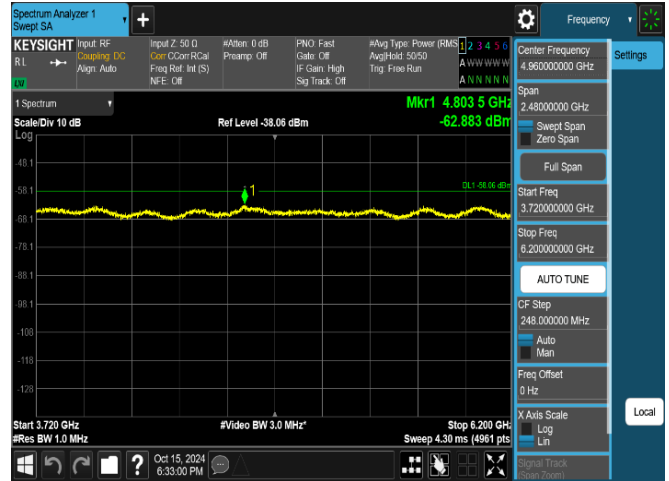 Spectrum Analyzer 1
Swept SA
+
Frequency
KEYSIGHT
RL
Input: RF
Coupling: DC
Align: Auto
Input Z: 50 Ω
Corr CCorr RCal
Freq Ref: Int (S)
NFE: Off
#Atten: 0 dB
Preamp: Off
PNO: Fast
Gate: Off
IF Gain: High
Sig Track: Off
#Avg Type: Power (RMS
Avg|Hold: 50/50
Trig: Free Run
1 2 3 4 5 6
A W W W W W
A N N N N N
1 Spectrum
Scale/Div 10 dB
Log
Ref Level -38.06 dBm
Mkr1 4.803 5 GHz
-62.883 dBm
-48.1
-58.1
-68.1
-78.1
-88.1
-98.1
-108
-118
-128
1
Start 3.720 GHz
#Res BW 1.0 MHz
#Video BW 3.0 MHz*
Stop 6.200 GHz
Sweep 4.30 ms (4961 pts
?
Oct 15, 2024
6:33:00 PM
Center Frequency
4.960000000 GHz
Settings
Span
2.48000000 GHz
Swept Span
Zero Span
Full Span
Start Freq
3.720000000 GHz
Stop Freq
6.200000000 GHz
AUTO TUNE
CF Step
248.000000 MHz
Auto
Man
Freq Offset
0 Hz
X Axis Scale
Log
Lin
Local
Signal Track
(Span Zoom)